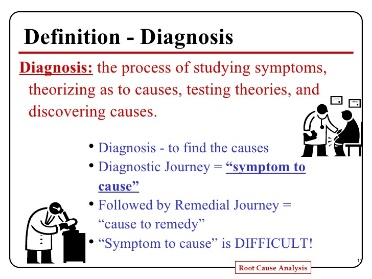 Definition - Diagnosis
Diagnosis: the process of studying symptoms,
theorizing as to causes, testing theories, and
discovering causes.
• Diagnosis - to find the causes
• Diagnostic Journey = “symptom to
cause”
• Followed by Remedial Journey =
“cause to remedy”
• “Symptom to cause” is DIFFICULT!
Root Cause Analysis